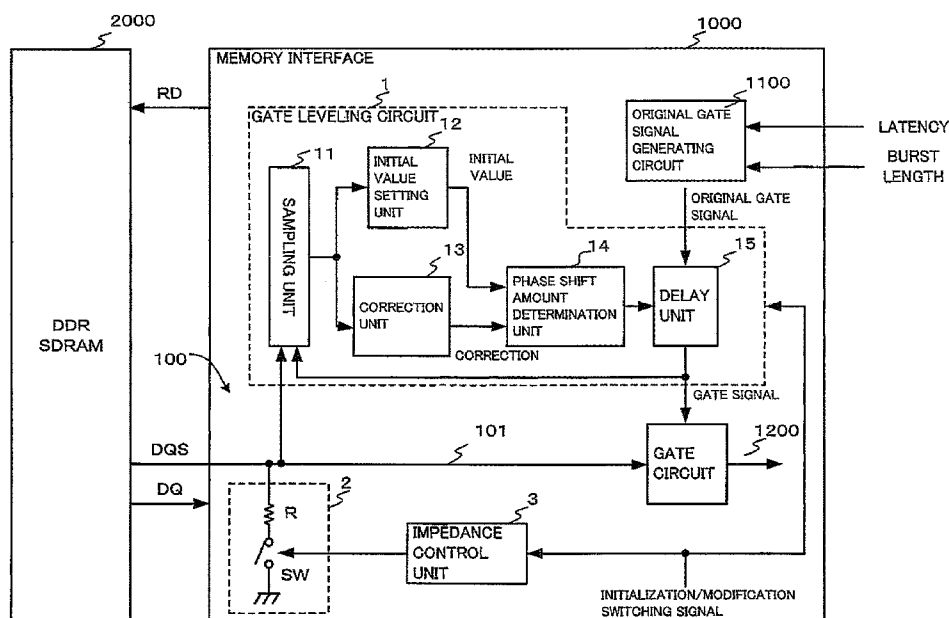 2000
1000
MEMORY INTERFACE
RD
1
GATE LEVELING CIRCUIT
1100
ORIGINAL GATE
SIGNAL
GENERATING
CIRCUIT
LATENCY
BURST
LENGTH
11
SAMPLING UNIT
12
INITIAL
VALUE
SETTING
UNIT
INITIAL
VALUE
ORIGINAL GATE
SIGNAL
13
CORRECTION
UNIT
CORRECTION
14
PHASE SHIFT
AMOUNT
DETERMINATION
UNIT
15
DELAY
UNIT
DDR
SDRAM
100
GATE SIGNAL
DQS
101
GATE
CIRCUIT
1200
DQ
2
R
SW
3
IMPEDANCE
CONTROL
UNIT
INITIALIZATION/MODIFICATION
SWITCHING SIGNAL